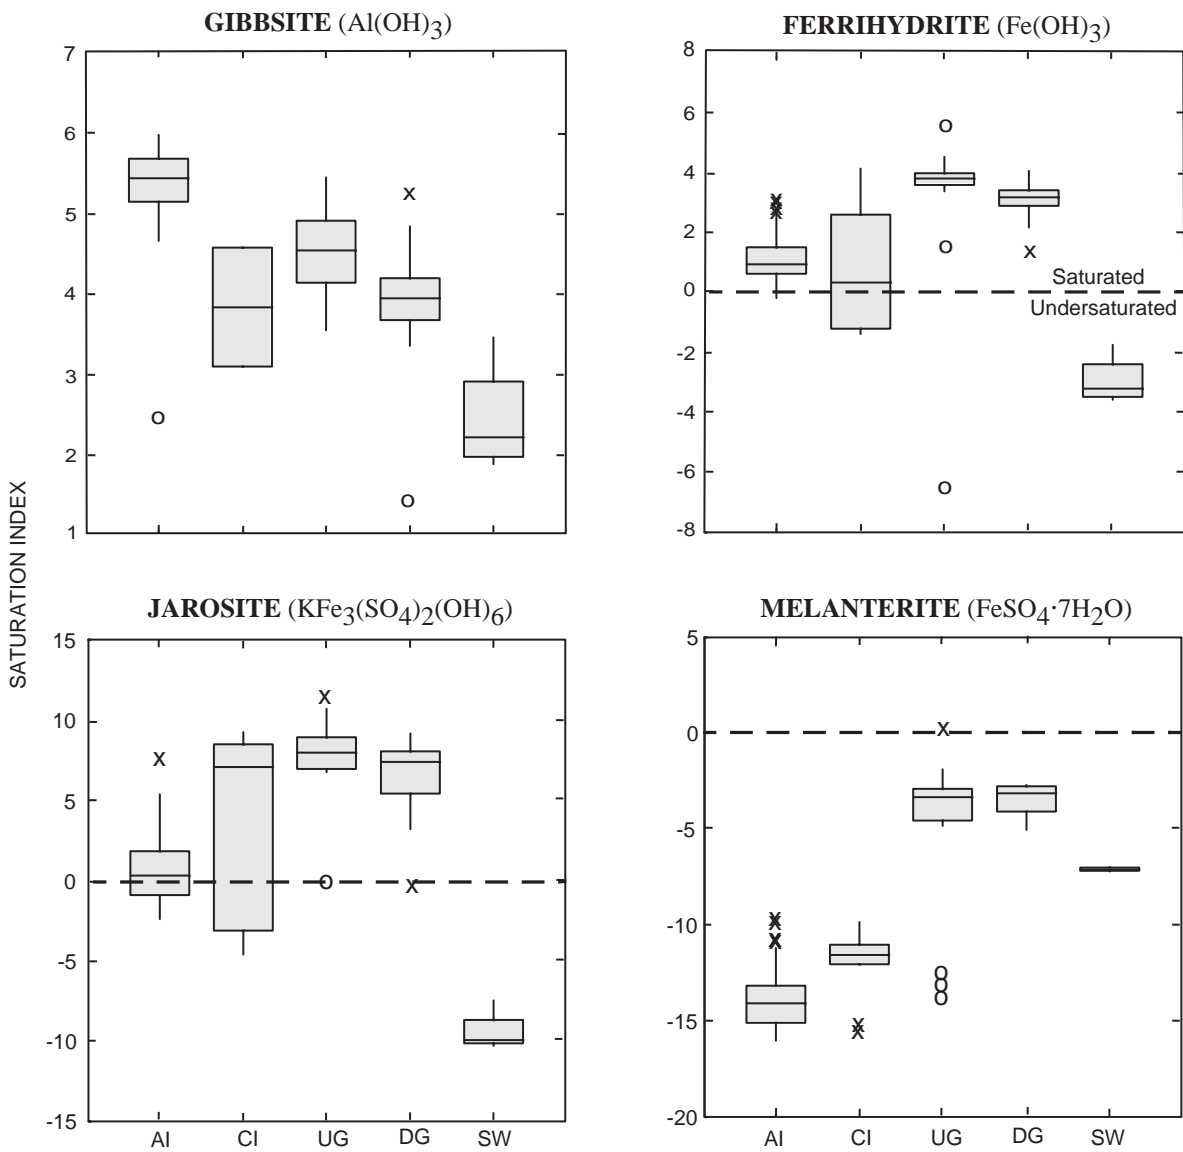 GIBBSITE (Al(OH)3)
7
6
5
4
3
2
1
x
o
o
FERRIHYDRITE (Fe(OH)3)
8
6
4
2
0
-2
-4
-6
-8
o
x
x
x
o
x
Saturated
Undersaturated
o
SATURATION INDEX
JAROSITE (KFe3(SO4)2(OH)6)
15
10
5
0
-5
-10
-15
x
x
o
x
AI CI UG DG SW
MELANTERITE (FeSO4·7H2O)
5
0
-5
-10
-15
-20
x
x
x
x
x
o
o
o
x
x
AI CI UG DG SW